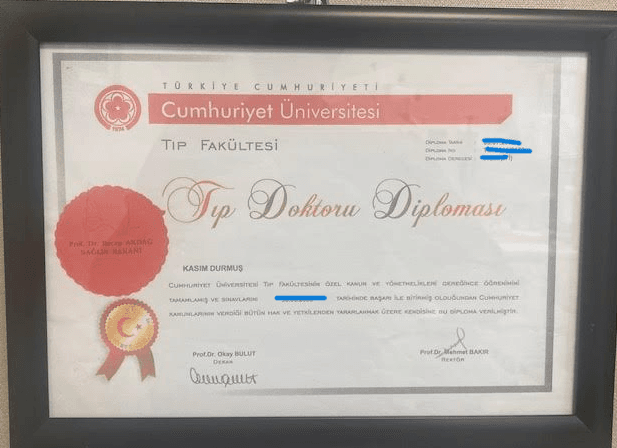 TÜRKİYE CUMHURİYETİ
Cumhuriyet Üniversitesi
1974
TIP FAKÜLTESİ
DİPLOMA TARİH
DİPLOMA NO
DİPLOMA DERECESİ
Tıp Doktoru Diploması
Prof. Dr. Recep AKDAĞ
SAĞLIK BAKANI
KASIM DURMUŞ
CUMHURİYET ÜNİVERSİTESİ TIP FAKÜLTESİNİN ÖZEL KANUN VE YÖNETMELİKLERİ GEREĞİNCE ÖĞRENİMİNİ
TAMAMLAMIŞ VE SINAVLARINI TARİHİNDE BAŞARI İLE BİTİRMİŞ OLDUĞUNDAN CUMHURİYET
KANUNLARININ VERDİĞİ BÜTÜN HAK VE YETKİLERDEN YARARLANMAK ÜZERE KENDİSİNE BU DİPLOMA VERİLMİŞTİR.
Prof.Dr. Okay BULUT
DEKAN
Prof.Dr. Mehmet BAKIR
REKTÖR